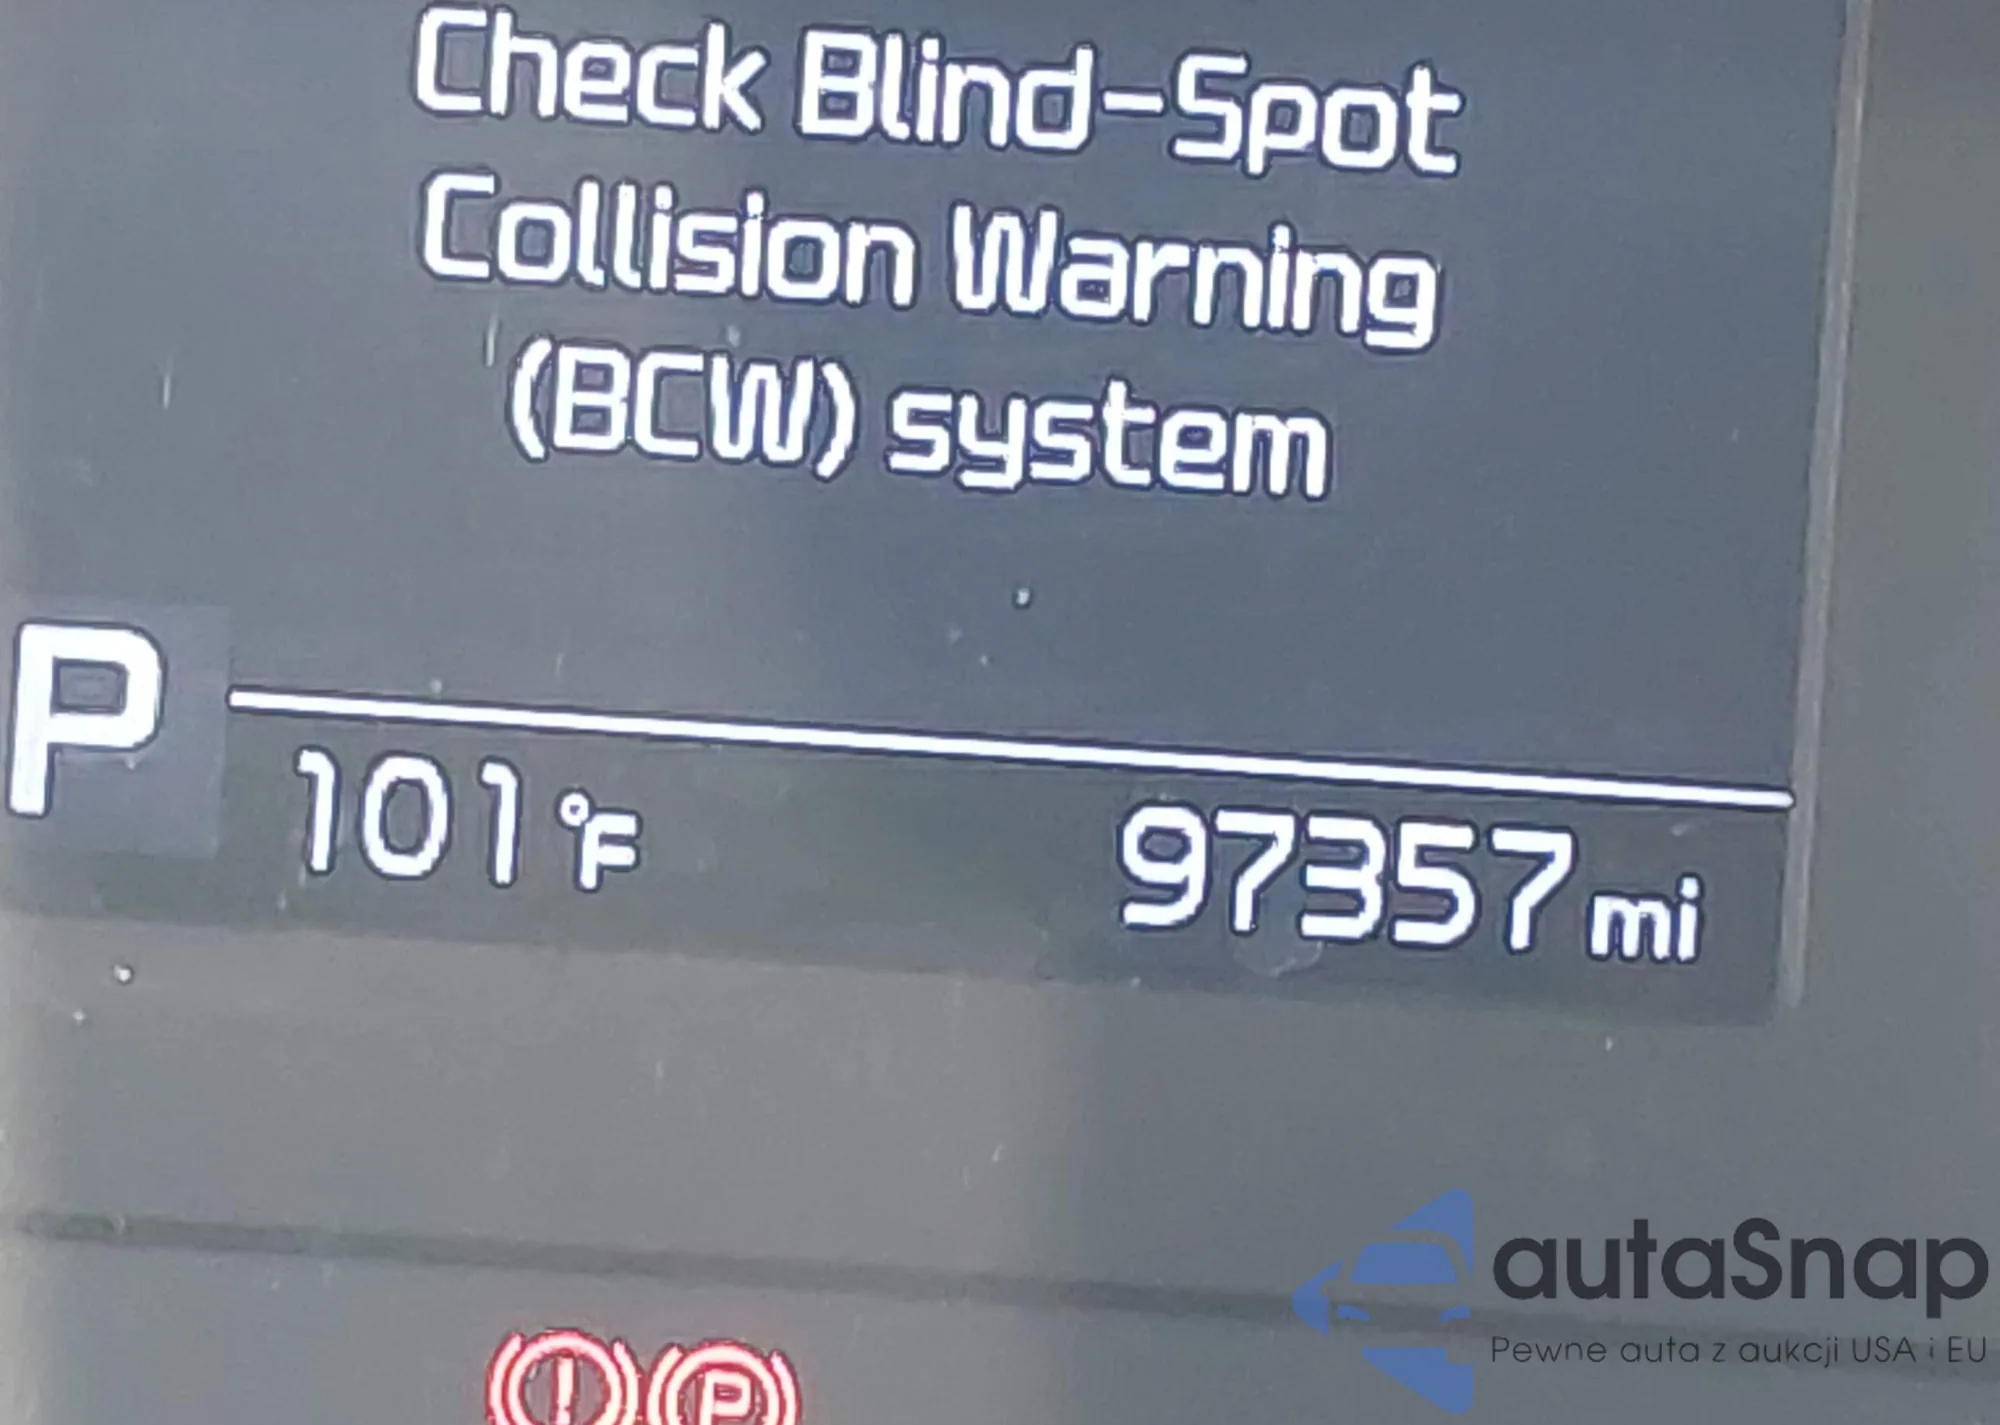 Check Blind-Spot
Collision Warning
(BCW) system
P
101 °F
97357 mi
! P
autaSnap
Pewne auta z aukcji USA i EU